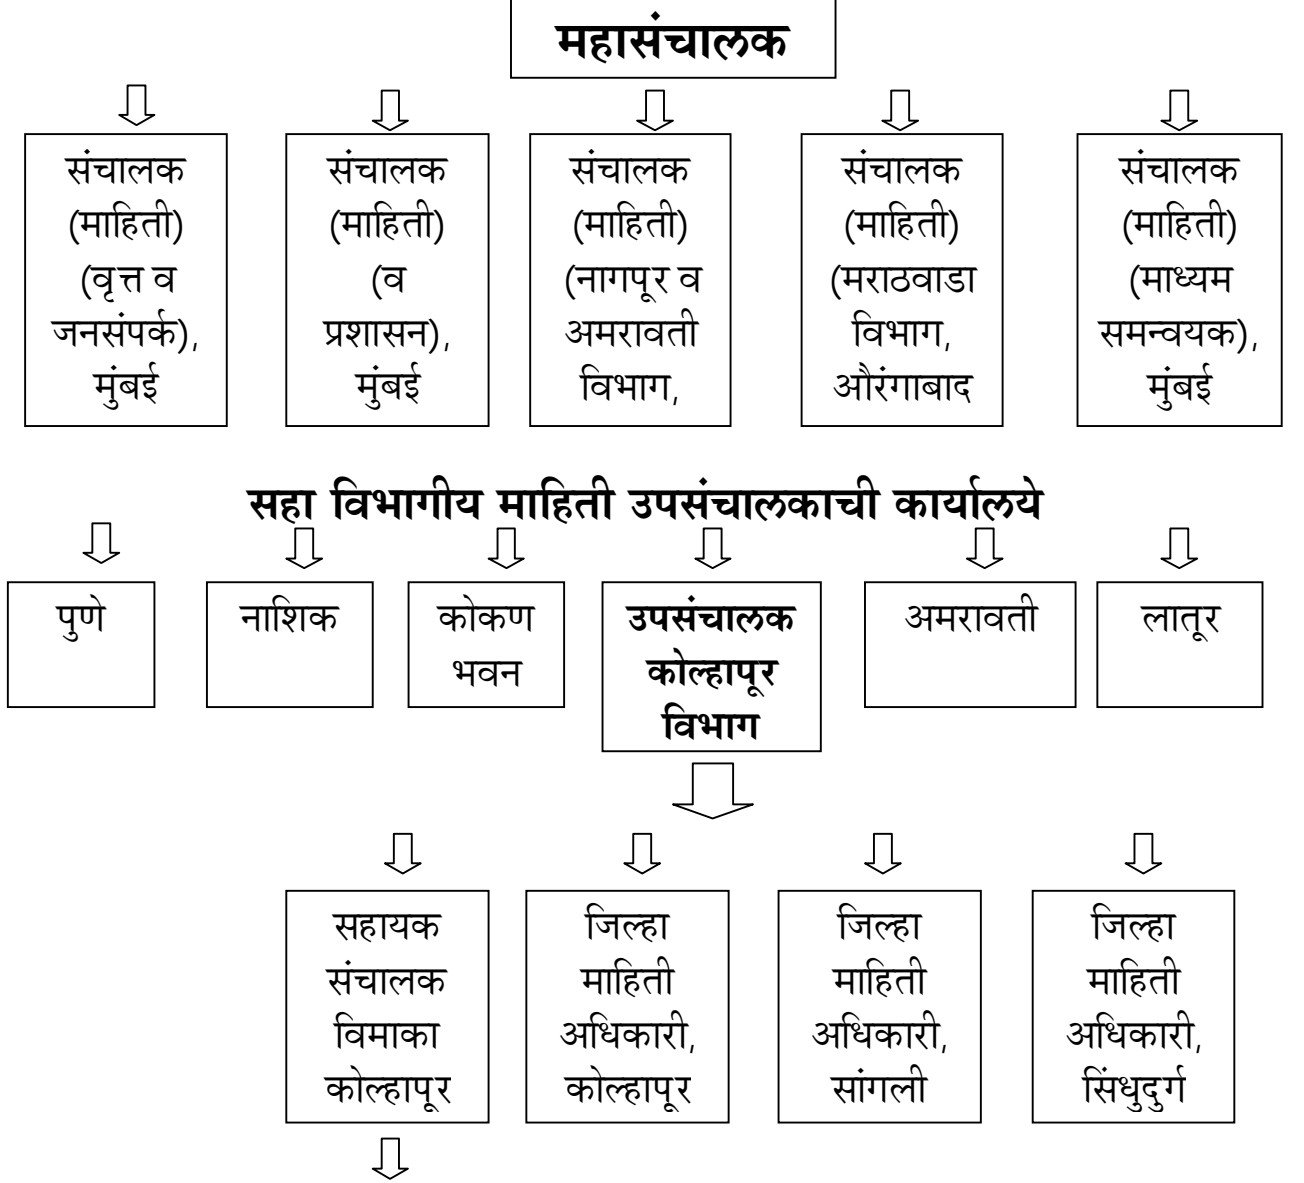 महासंचालक
संचालक
(माहिती)
(वृत्त व
जनसंपर्क),
मुंबई
संचालक
(माहिती)
(व
प्रशासन),
मुंबई
संचालक
(माहिती)
(नागपूर व
अमरावती
विभाग,
संचालक
(माहिती)
(मराठवाडा
विभाग,
औरंगाबाद
संचालक
(माहिती)
(माध्यम
समन्वयक),
मुंबई
सहा विभागीय माहिती उपसंचालकाची कार्यालये
पुणे
नाशिक
कोकण
भवन
उपसंचालक
कोल्हापूर
विभाग
अमरावती
लातूर
सहायक
संचालक
विमाका
कोल्हापूर
जिल्हा
माहिती
अधिकारी,
कोल्हापूर
जिल्हा
माहिती
अधिकारी,
सांगली
जिल्हा
माहिती
अधिकारी,
सिंधुदुर्ग